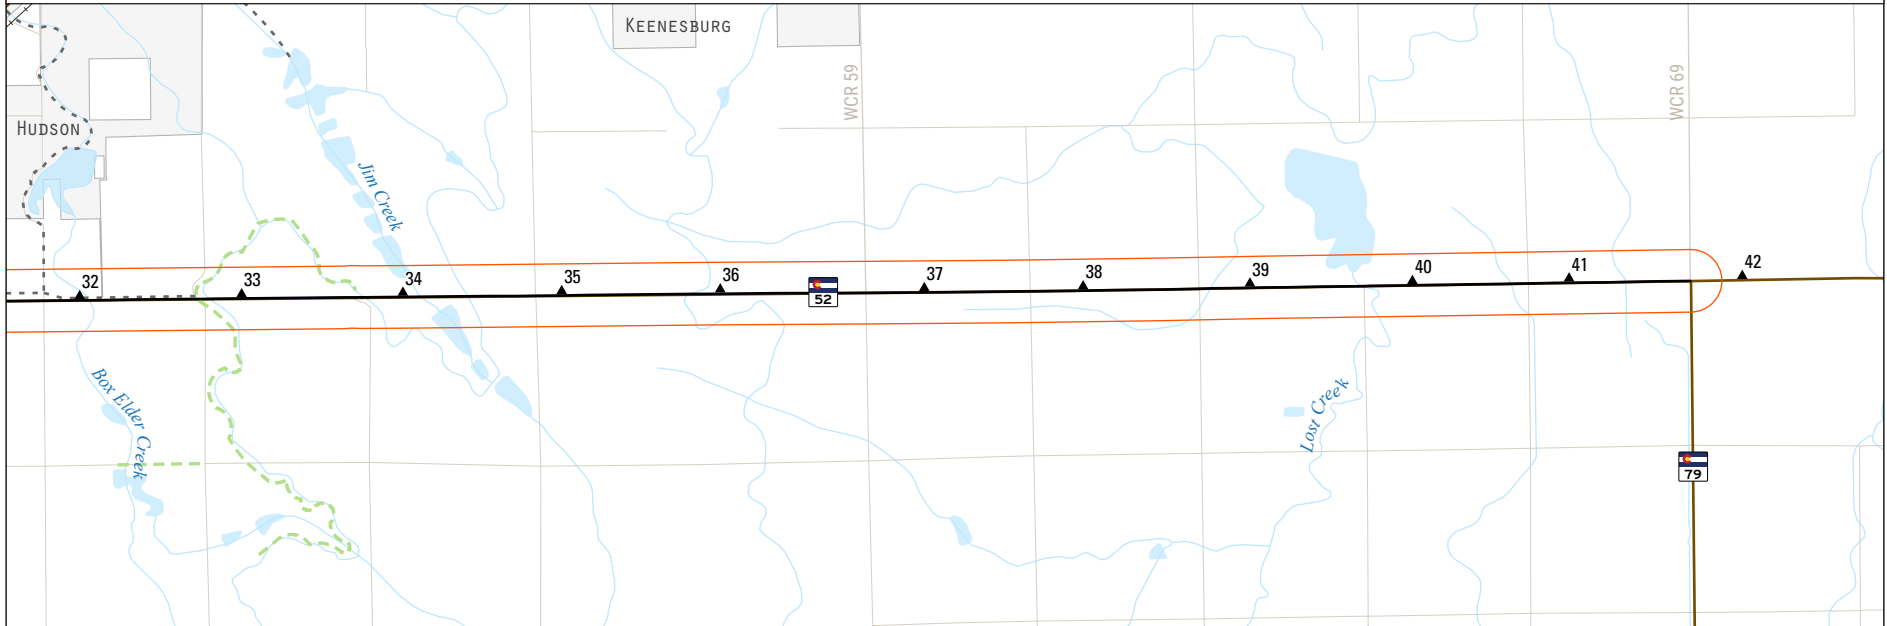 KEENESBURG
WCR 59
WCR 69
HUDSON
Jim Creek
32
33
34
35
36
37
38
39
40
41
42
52
Box Elder Creek
Lost Creek
79